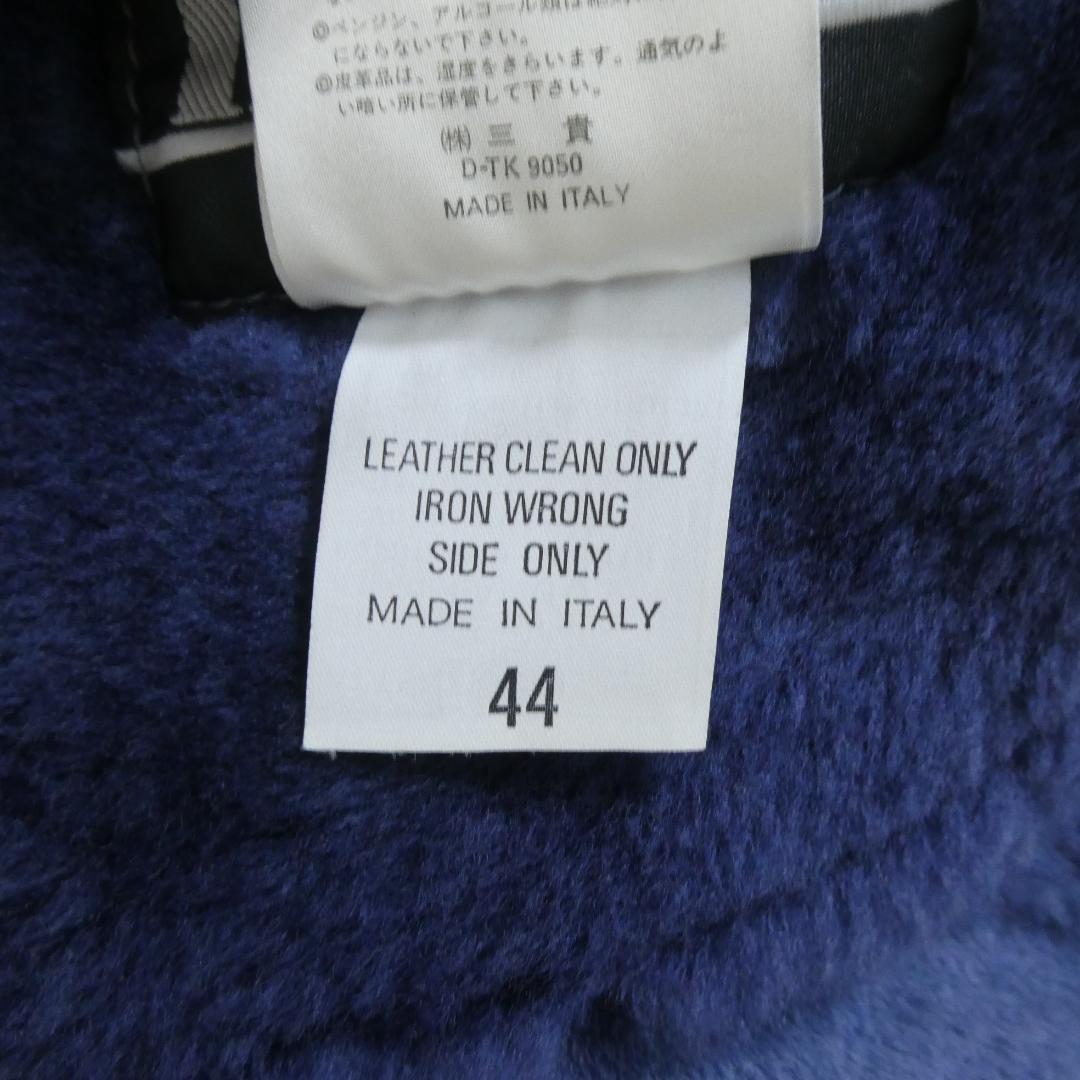 ◎ベンジン、アルコール類は
にならないで下さい。
◎皮革品は、湿度をきらいます。通気のよ
い暗い所に保管して下さい。
㈱ 三 貴
D-TK 9050
MADE IN ITALY
LEATHER CLEAN ONLY
IRON WRONG
SIDE ONLY
MADE IN ITALY
44